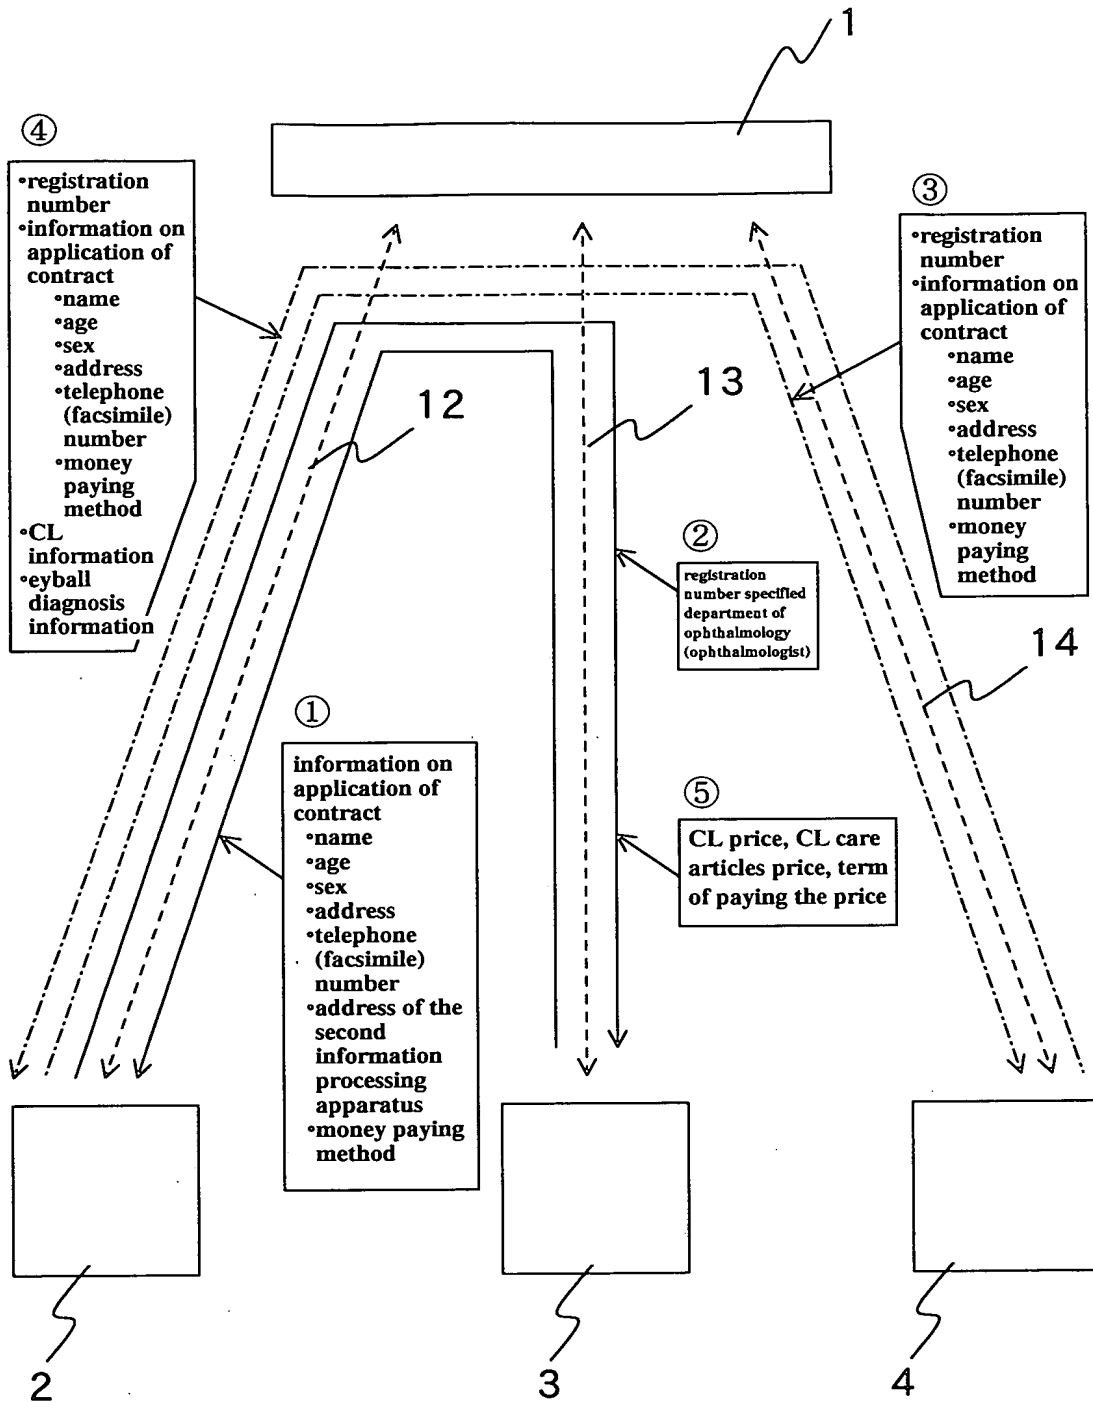 1
④
∘registration
number
∘information on
application of
contract
∘name
∘age
∘sex
∘address
∘telephone
(facsimile)
number
∘money
paying
method
∘CL
information
∘eyball
diagnosis
information
③
∘registration
number
∘information on
application of
contract
∘name
∘age
∘sex
∘address
∘telephone
(facsimile)
number
∘money
paying
method
12
13
②
registration
number specified
department of
ophthalmology
(ophthalmologist)
14
①
information on
application of
contract
∘name
∘age
∘sex
∘address
∘telephone
(facsimile)
number
∘address of the
second
information
processing
apparatus
∘money paying
method
⑤
CL price, CL care
articles price, term
of paying the price
2
3
4